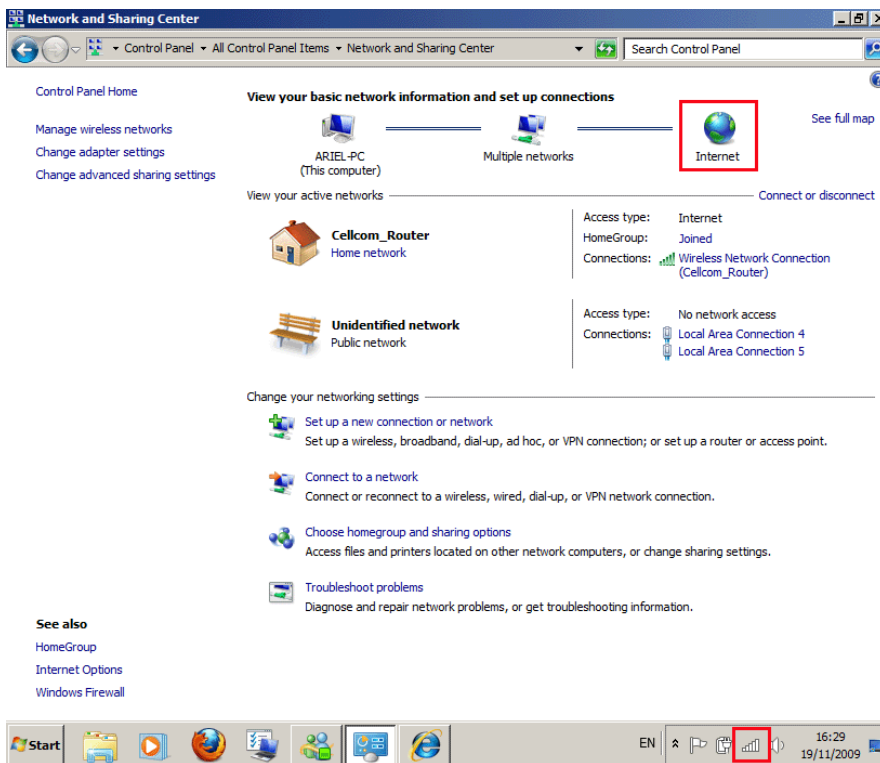 Network and Sharing Center
Control Panel All Control Panel Items Network and Sharing Center
Search Control Panel
Control Panel Home
Manage wireless networks
Change adapter settings
Change advanced sharing settings
View your basic network information and set up connections
See full map
ARIEL-PC
(This computer)
Multiple networks
Internet
View your active networks
Connect or disconnect
Cellcom_Router
Home network
Access type: Internet
HomeGroup: Joined
Connections: Wireless Network Connection
(Cellcom_Router)
Unidentified network
Public network
Access type: No network access
Connections: Local Area Connection 4
Local Area Connection 5
Change your networking settings
Set up a new connection or network
Set up a wireless, broadband, dial-up, ad hoc, or VPN connection; or set up a router or access point.
Connect to a network
Connect or reconnect to a wireless, wired, dial-up, or VPN network connection.
Choose homegroup and sharing options
Access files and printers located on other network computers, or change sharing settings.
Troubleshoot problems
Diagnose and repair network problems, or get troubleshooting information.
See also
HomeGroup
Internet Options
Windows Firewall
Start
EN
16:29
19/11/2009